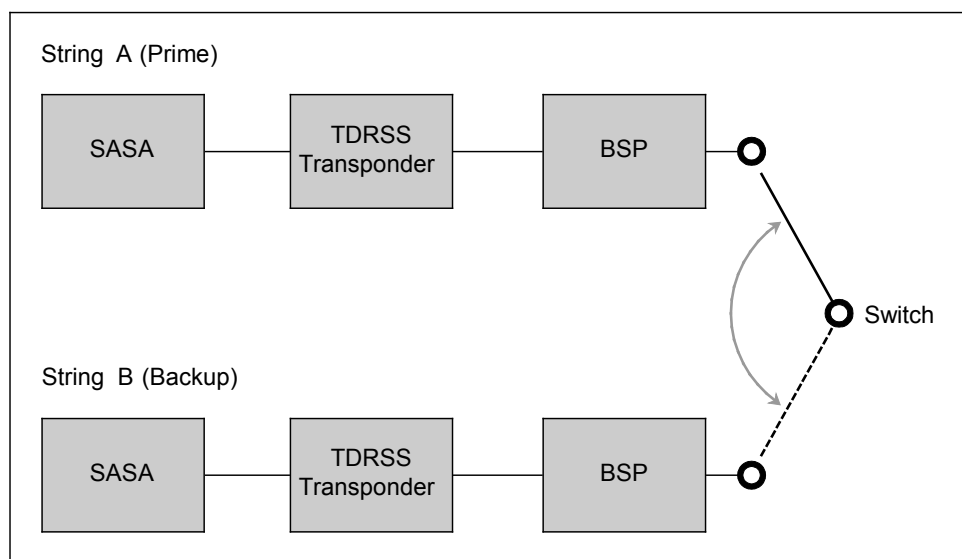 String A (Prime)
SASA
TDRSS
Transponder
BSP
Switch
String B (Backup)
SASA
TDRSS
Transponder
BSP